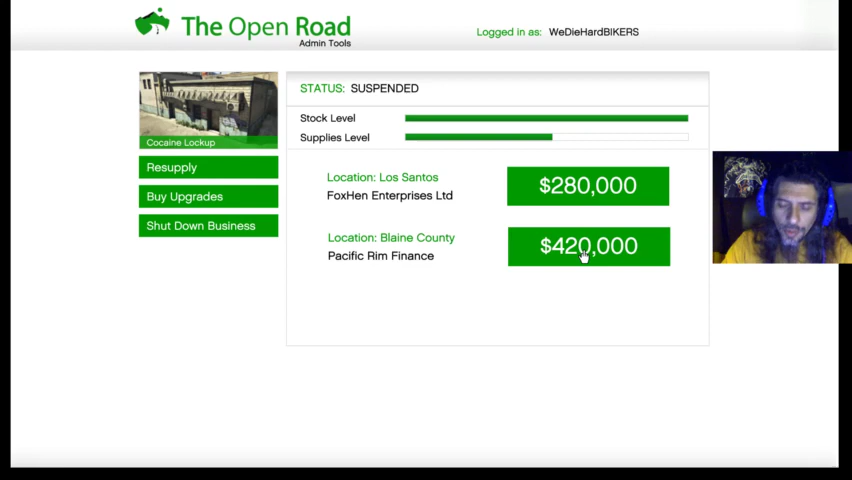 The Open Road
Admin Tools
Logged in as: WeDieHardBIKERS
STATUS: SUSPENDED
Stock Level
Supplies Level
Cocaine Lockup
Resupply
Buy Upgrades
Shut Down Business
Location: Los Santos
FoxHen Enterprises Ltd
$280,000
Location: Blaine County
Pacific Rim Finance
$420,000